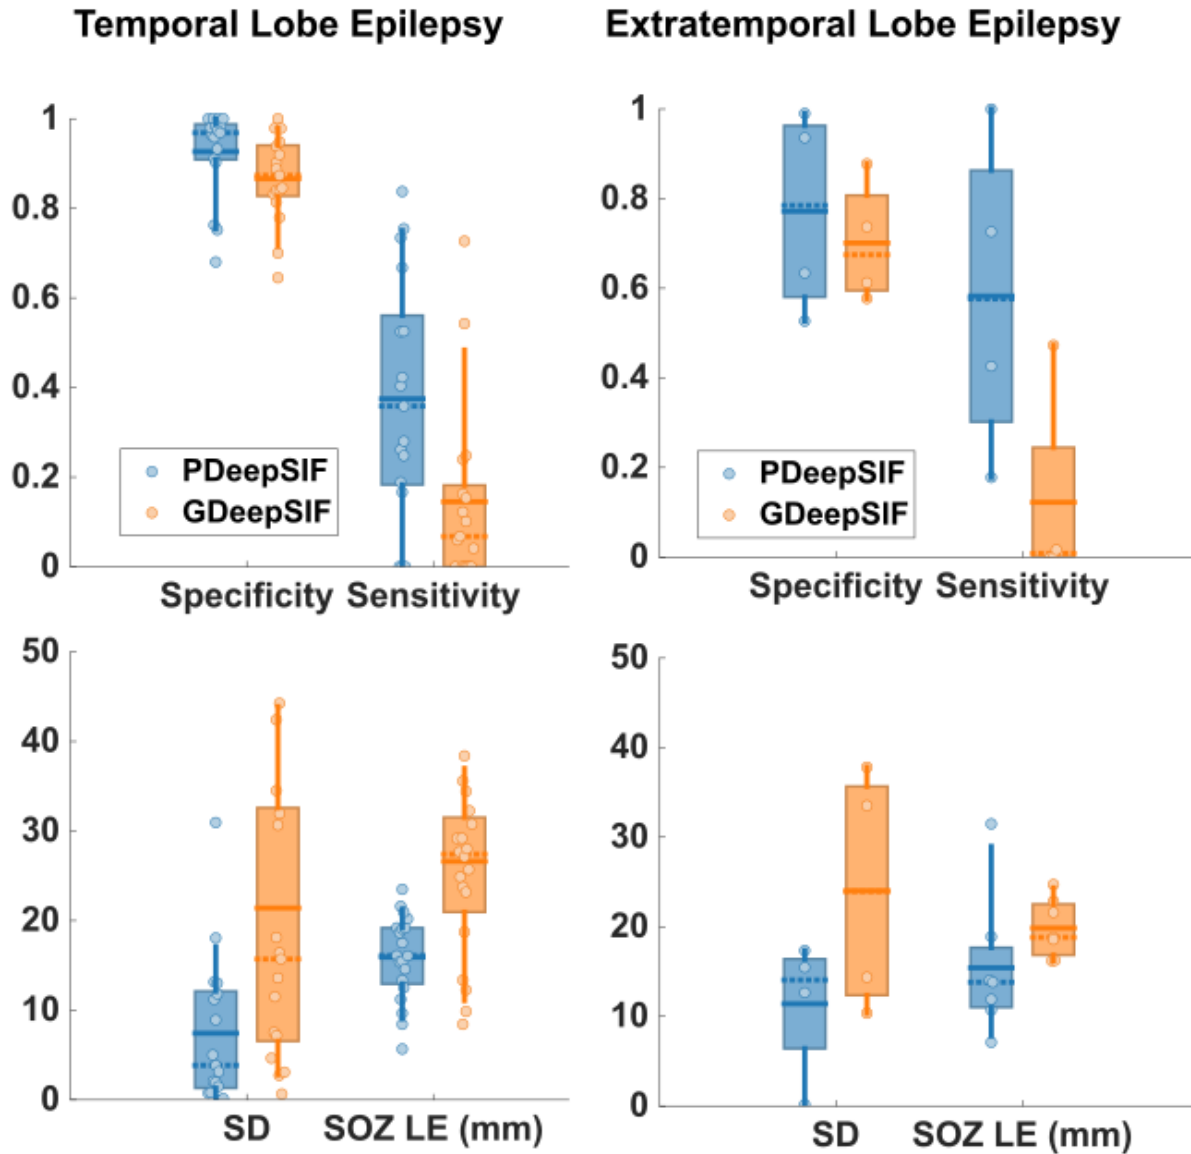 Temporal Lobe Epilepsy
1
0.8
0.6
0.4
0.2
0
PDeepSIF
GDeepSIF
Specificity Sensitivity
Extratemporal Lobe Epilepsy
1
0.8
0.6
0.4
0.2
0
PDeepSIF
GDeepSIF
Specificity Sensitivity
50
40
30
20
10
0
SD SOZ LE (mm)
50
40
30
20
10
0
SD SOZ LE (mm)